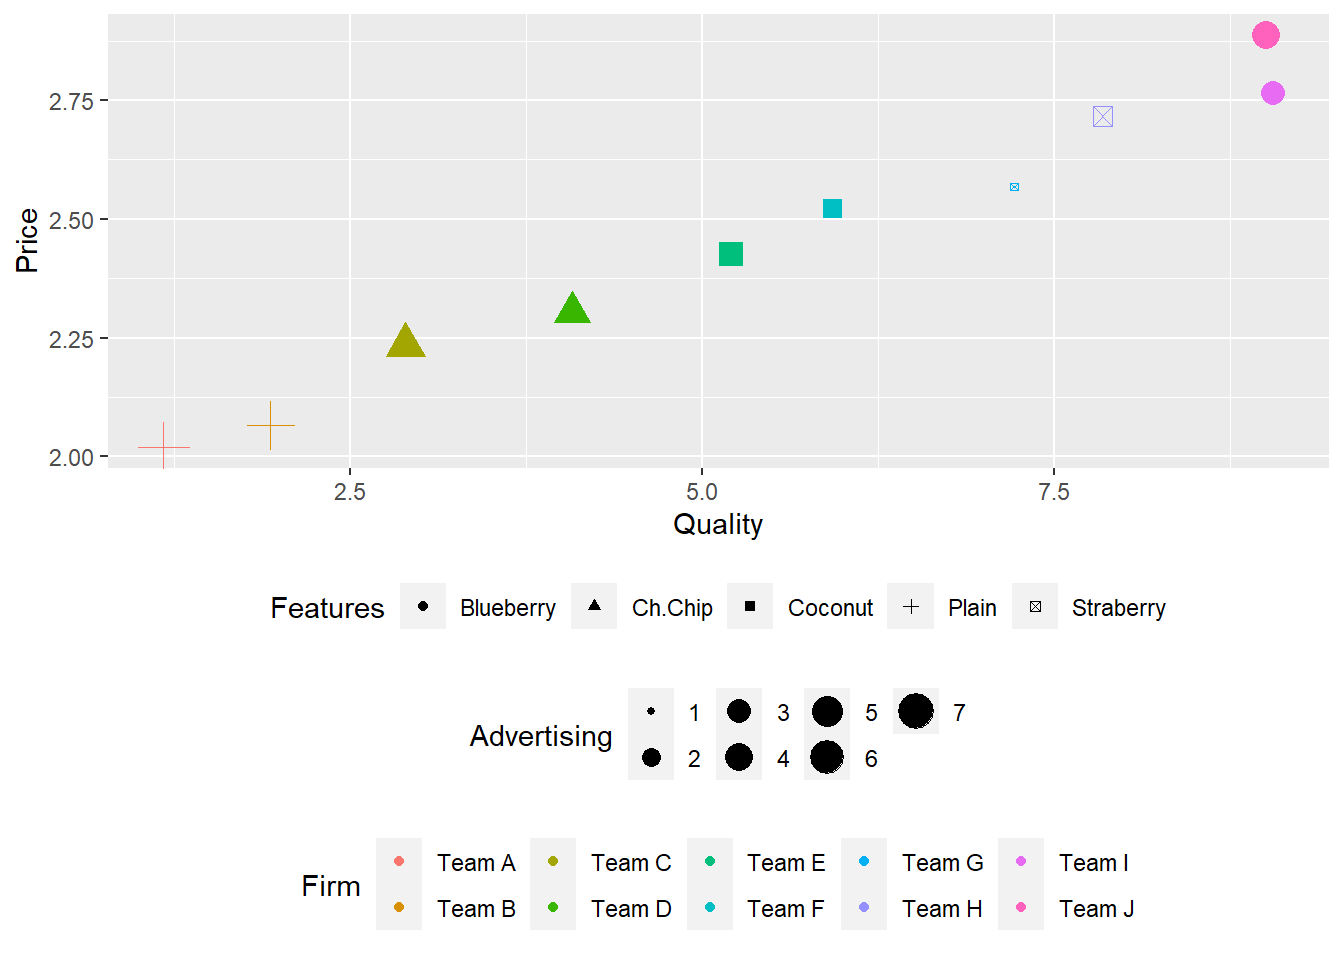 2.75
2.50
2.25
2.00
Price
2.5 5.0 7.5
Quality
Features Blueberry Ch.Chip Coconut Plain Straberry
Advertising
1 3 5 7
2 4 6
Firm
Team A Team C Team E Team G Team I
Team B Team D Team F Team H Team J